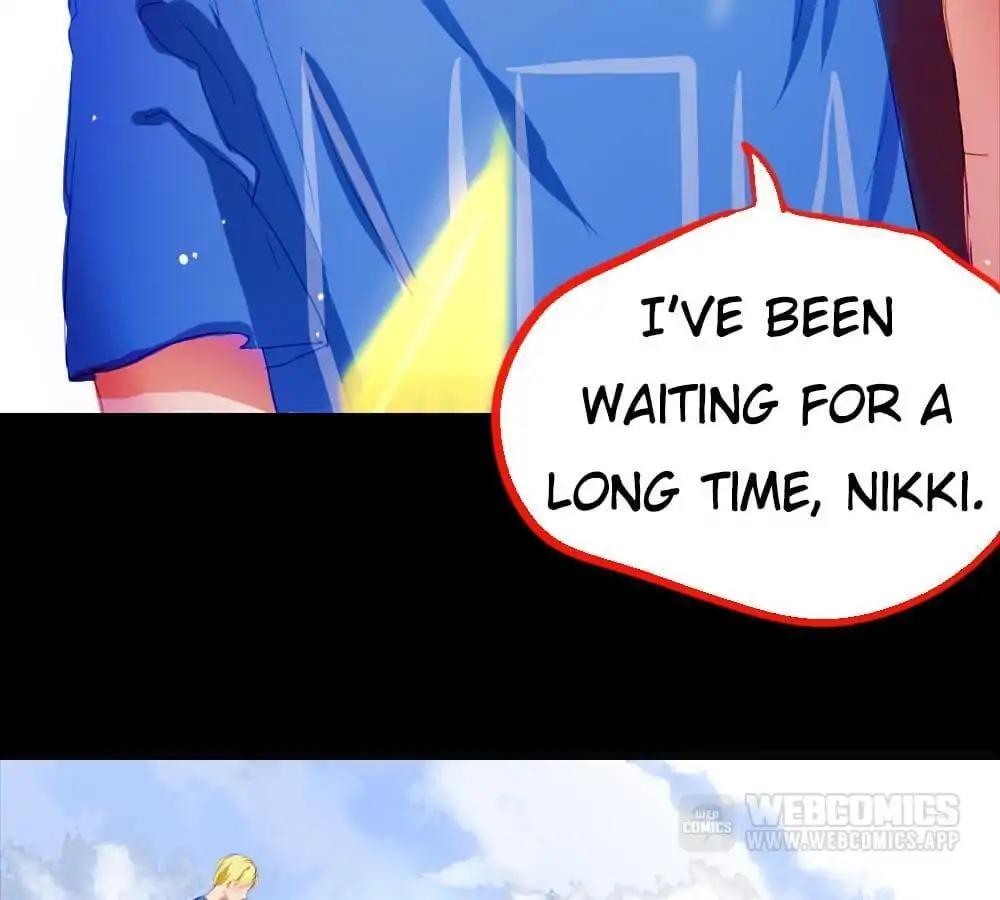 I'VE BEEN
WAITING FOR A
LONG TIME, NIKKI.
WEB
COMICS
WEBCOMICS
WWW.WEBCOMICS.APP